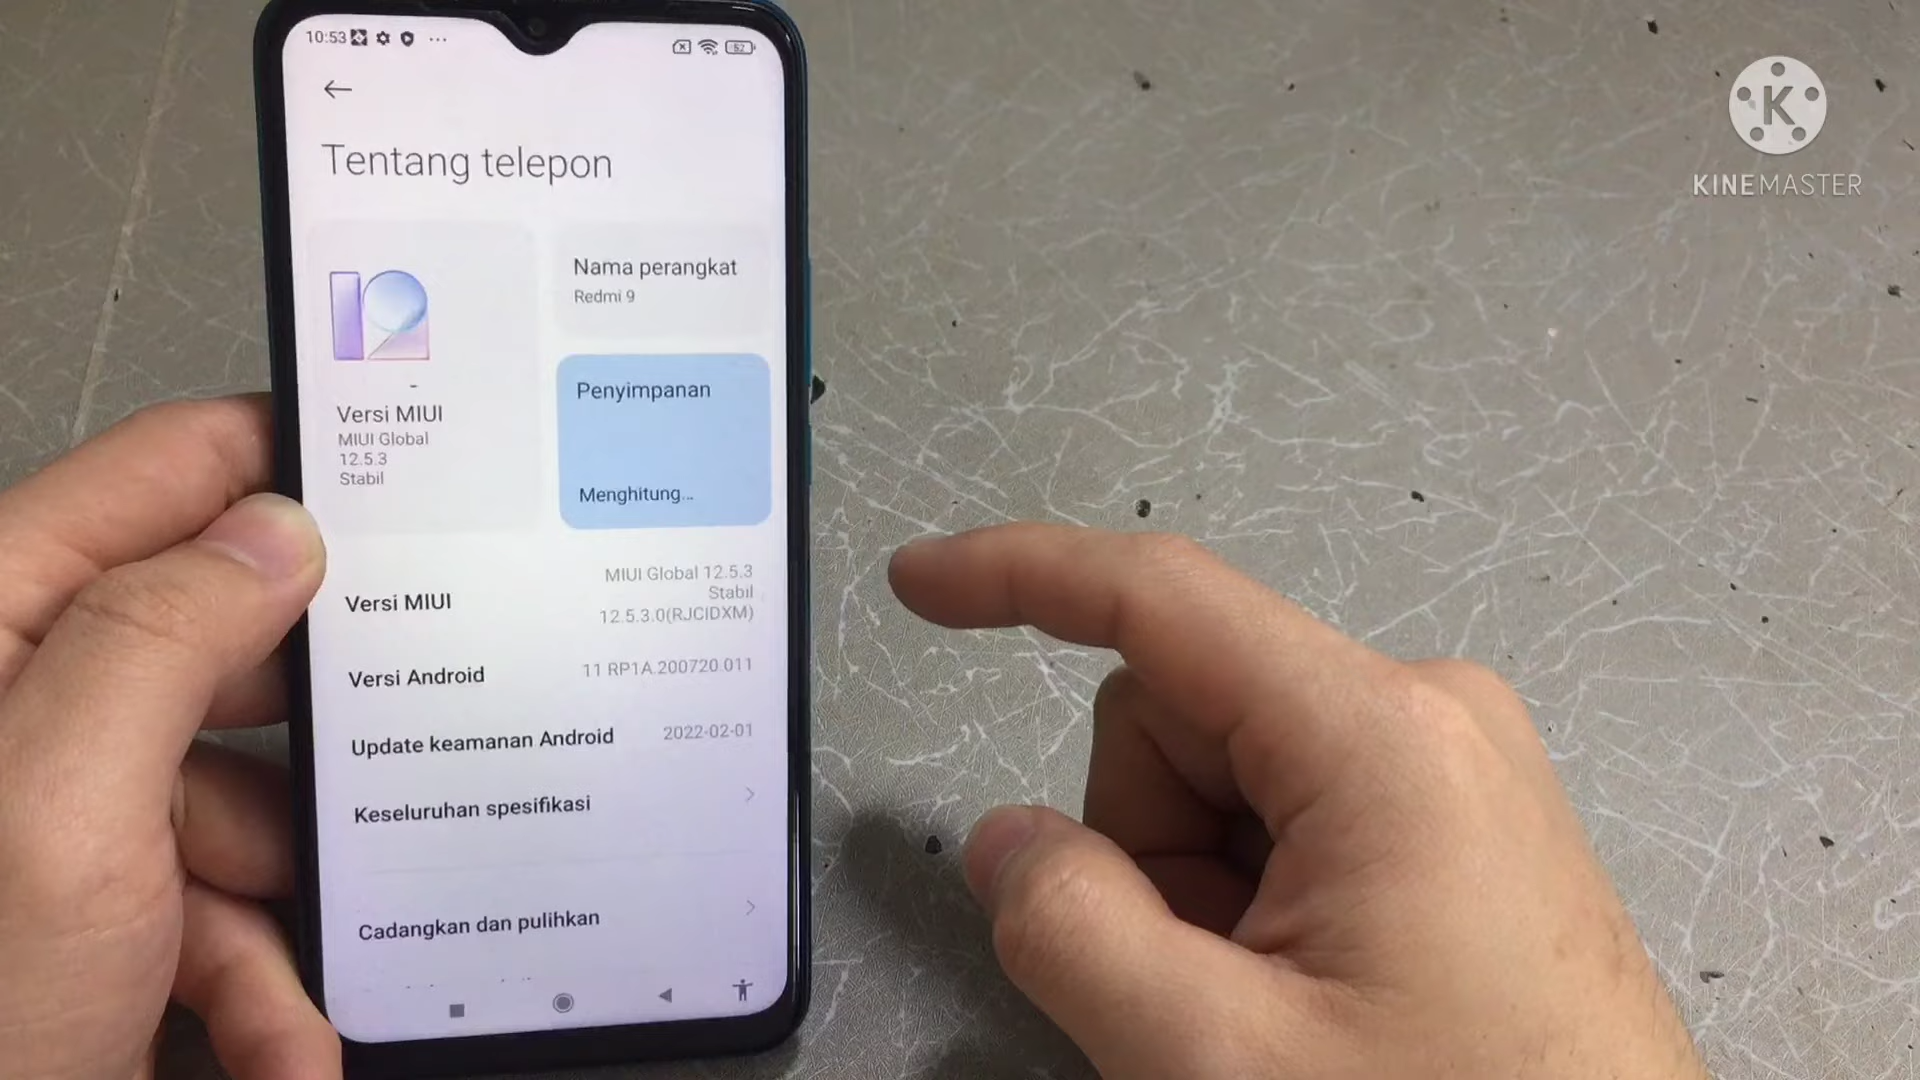 10:53
52
Tentang telepon
Versi MIUI
MIUI Global
12.5.3
Stabil
Nama perangkat
Redmi 9
Penyimpanan
Menghitung...
Versi MIUI
MIUI Global 12.5.3
Stabil
12.5.3.0(RJCIDXM)
Versi Android
11 RP1A.200720.011
Update keamanan Android
2022-02-01
Keseluruhan spesifikasi
Cadangkan dan pulihkan
K
KINEMASTER